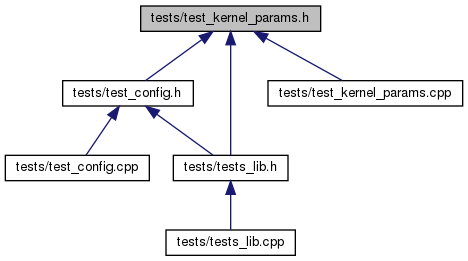 tests/test_kernel_params.h
tests/test_config.h
tests/test_kernel_params.cpp
tests/test_config.cpp
tests/tests_lib.h
tests/tests_lib.cpp